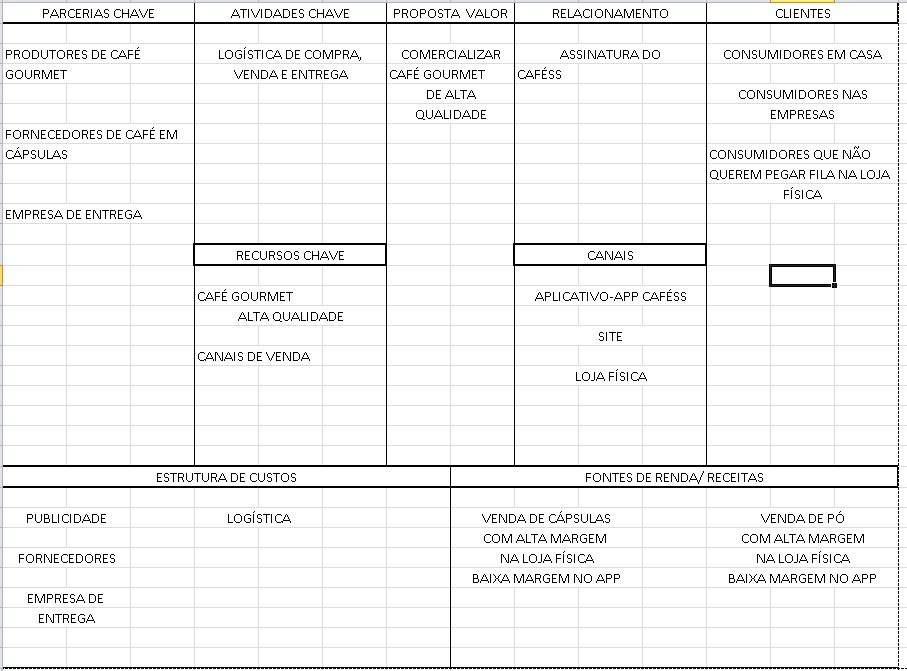 PARCERIAS CHAVE
PRODUTORES DE CAFÉ
GOURMET
FORNECEDORES DE CAFÉ EM
CÁPSULAS
EMPRESA DE ENTREGA
ATIVIDADES CHAVE
LOGÍSTICA DE COMPRA,
VENDA E ENTREGA
RECURSOS CHAVE
CAFÉ GOURMET
ALTA QUALIDADE
CANAIS DE VENDA
PROPOSTA VALOR
COMERCIALIZAR
CAFÉ GOURMET
DE ALTA
QUALIDADE
RELACIONAMENTO
ASSINATURA DO
CAFÉSS
CANAIS
APLICATIVO-APP CAFÉSS
SITE
LOJA FÍSICA
CLIENTES
CONSUMIDORES EM CASA
CONSUMIDORES NAS
EMPRESAS
CONSUMIDORES QUE NÃO
QUEREM PEGAR FILA NA LOJA
FÍSICA
ESTRUTURA DE CUSTOS
PUBLICIDADE
FORNECEDORES
EMPRESA DE
ENTREGA
LOGÍSTICA
FONTES DE RENDA/ RECEITAS
VENDA DE CÁPSULAS
COM ALTA MARGEM
NA LOJA FÍSICA
BAIXA MARGEM NO APP
VENDA DE PÓ
COM ALTA MARGEM
NA LOJA FÍSICA
BAIXA MARGEM NO APP